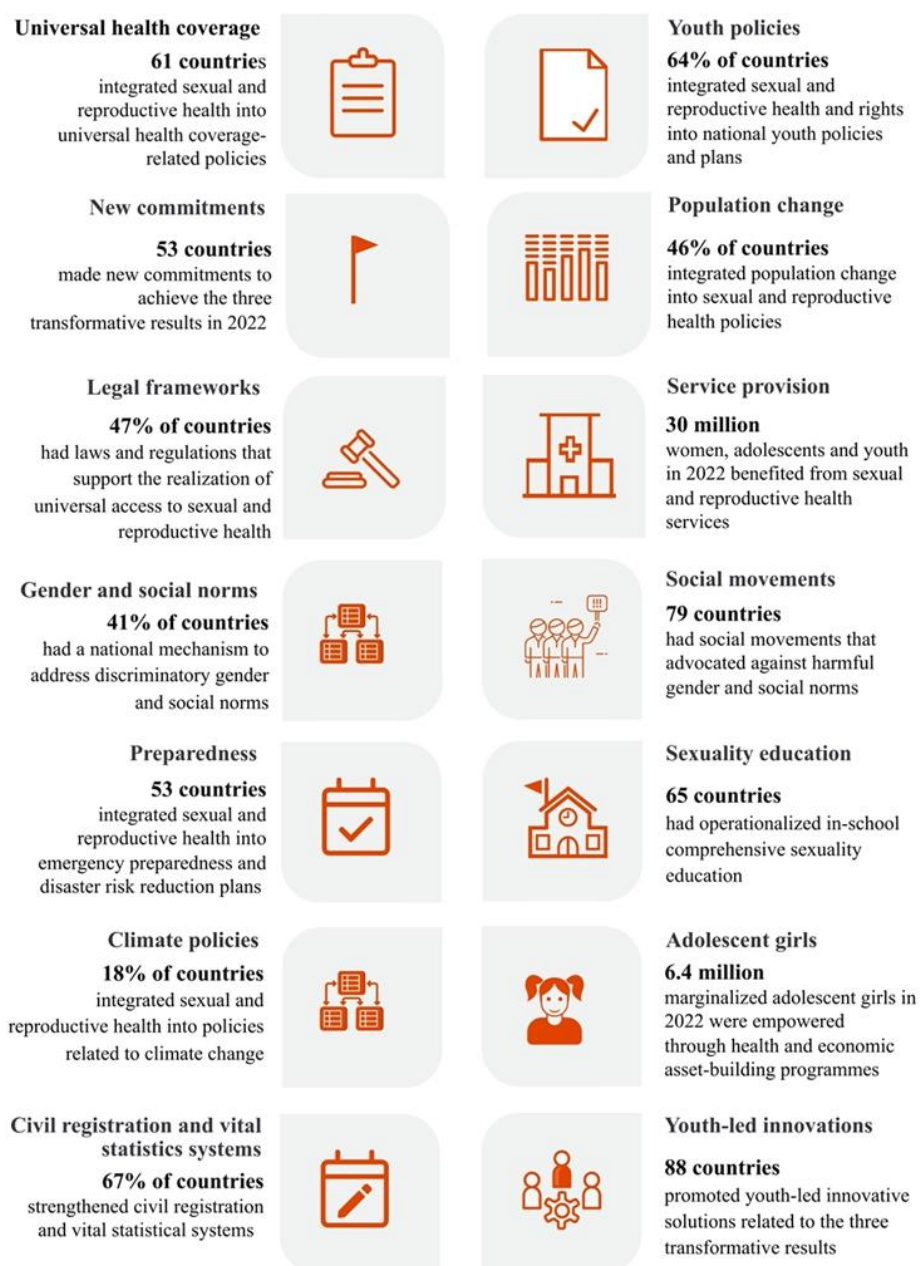 Universal health coverage
61 countries
integrated sexual and
reproductive health into
universal health coverage-
related policies
Youth policies
64% of countries
integrated sexual and
reproductive health and rights
into national youth policies
and plans
New commitments
53 countries
made new commitments to
achieve the three
transformative results in 2022
Population change
46% of countries
integrated population change
into sexual and reproductive
health policies
Legal frameworks
47% of countries
had laws and regulations that
support the realization of
universal access to sexual and
reproductive health
Service provision
30 million
women, adolescents and youth
in 2022 benefited from sexual
and reproductive health
services
Gender and social norms
41% of countries
had a national mechanism to
address discriminatory gender
and social norms
!!!
Social movements
79 countries
had social movements that
advocated against harmful
gender and social norms
Preparedness
53 countries
integrated sexual and
reproductive health into
emergency preparedness and
disaster risk reduction plans
Sexuality education
65 countries
had operationalized in-school
comprehensive sexuality
education
Climate policies
18% of countries
integrated sexual and
reproductive health into policies
related to climate change
Adolescent girls
6.4 million
marginalized adolescent girls in
2022 were empowered
through health and economic
asset-building programmes
Civil registration and vital
statistics systems
67% of countries
strengthened civil registration
and vital statistical systems
Youth-led innovations
88 countries
promoted youth-led innovative
solutions related to the three
transformative results